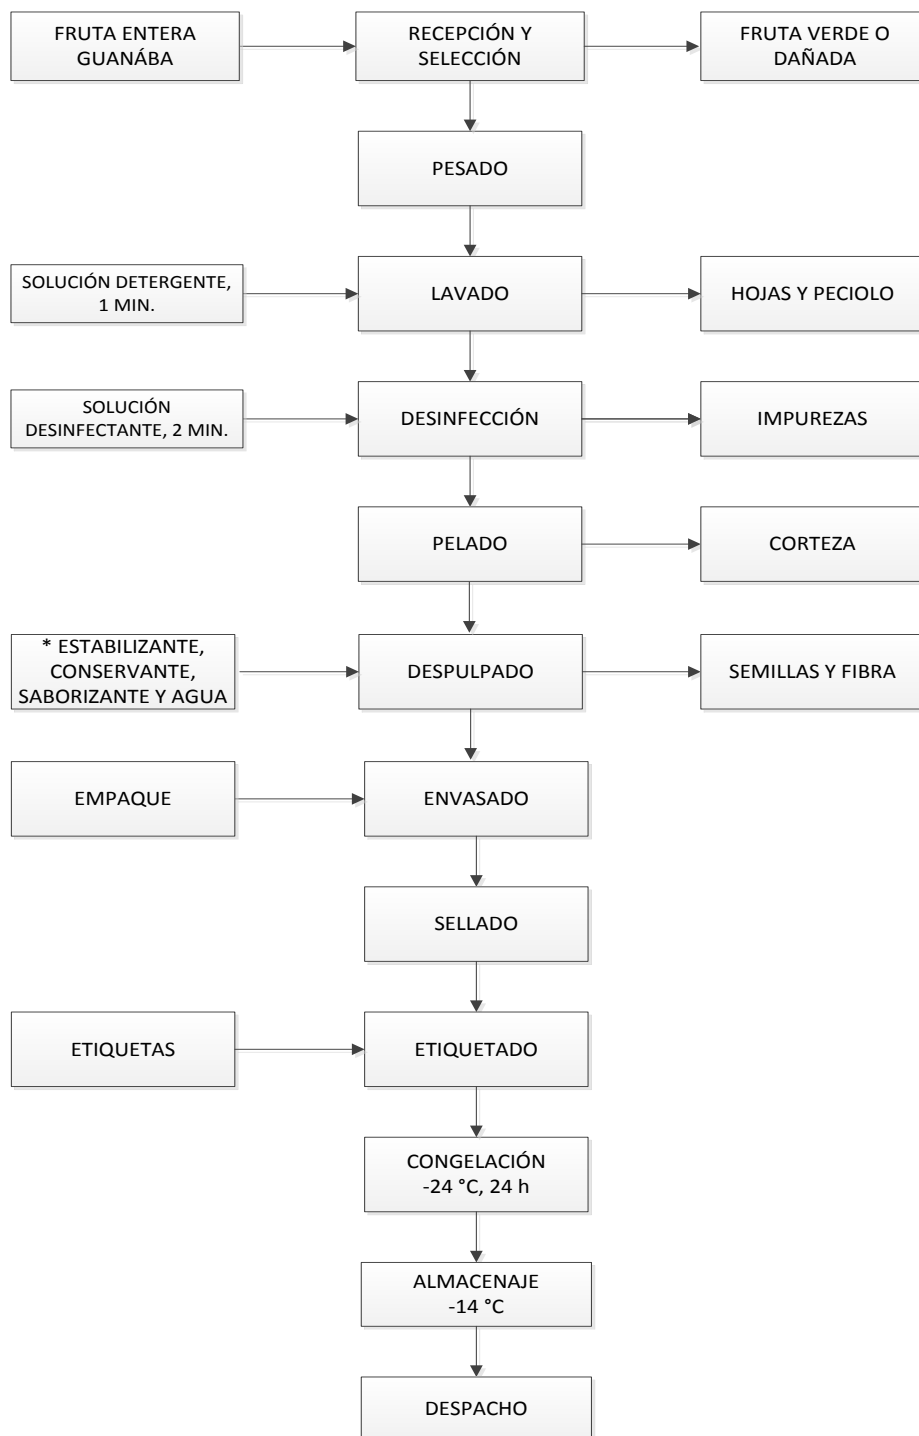 FRUTA ENTERA
GUANÁBA
RECEPCIÓN Y
SELECCIÓN
FRUTA VERDE O
DAÑADA
PESADO
SOLUCIÓN DETERGENTE,
1 MIN.
LAVADO
HOJAS Y PECIOLO
SOLUCIÓN
DESINFECTANTE, 2 MIN.
DESINFECCIÓN
IMPUREZAS
PELADO
CORTEZA
* ESTABILIZANTE,
CONSERVANTE,
SABORIZANTE Y AGUA
DESPULPADO
SEMILLAS Y FIBRA
EMPAQUE
ENVASADO
SELLADO
ETIQUETAS
ETIQUETADO
CONGELACIÓN
-24 °C, 24 h
ALMACENAJE
-14 °C
DESPACHO